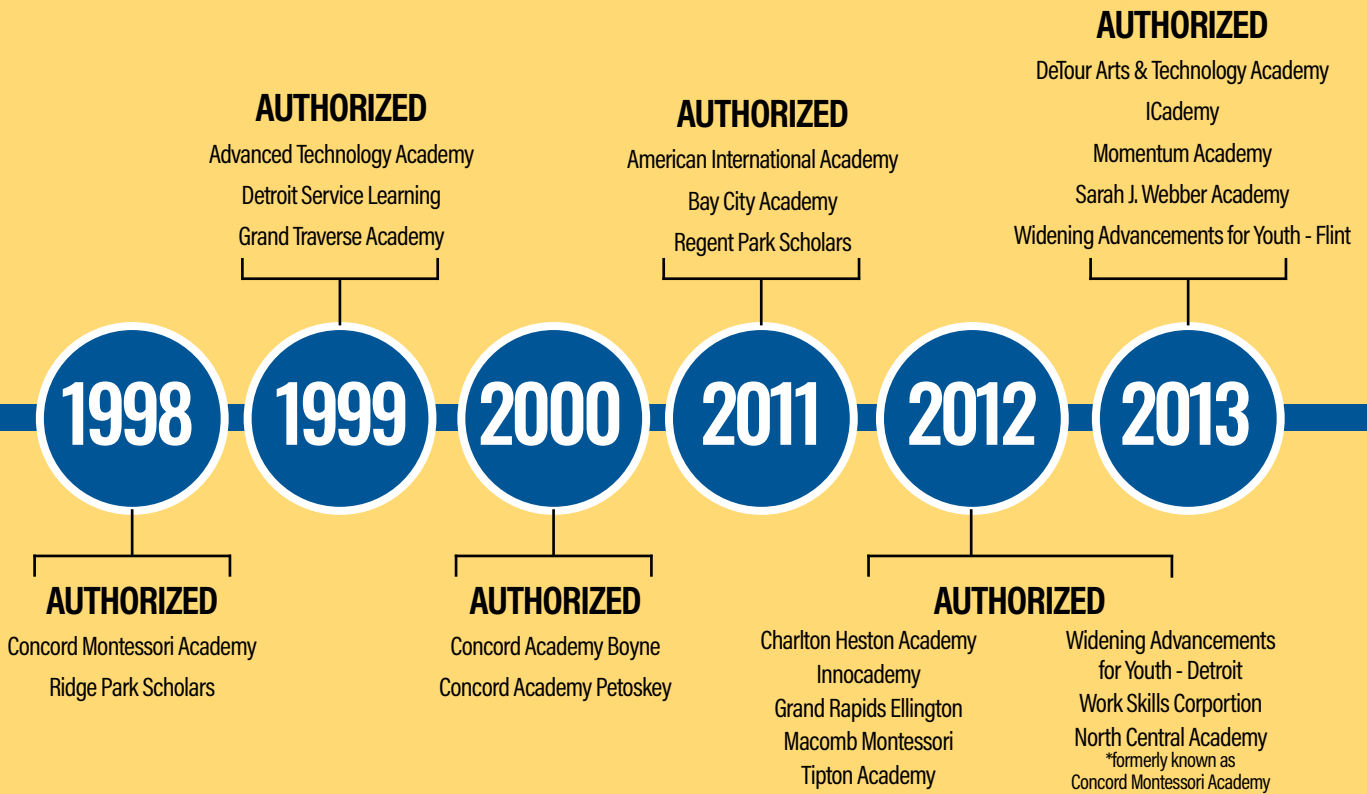 AUTHORIZED
DeTour Arts & Technology Academy
ICademy
Momentum Academy
Sarah J. Webber Academy
Widening Advancements for Youth - Flint
AUTHORIZED
Advanced Technology Academy
Detroit Service Learning
Grand Traverse Academy
AUTHORIZED
American International Academy
Bay City Academy
Regent Park Scholars
1998
1999
2000
2011
2012
2013
AUTHORIZED
Concord Montessori Academy
Ridge Park Scholars
AUTHORIZED
Concord Academy Boyne
Concord Academy Petoskey
AUTHORIZED
Charlton Heston Academy
Innocademy
Grand Rapids Ellington
Macomb Montessori
Tipton Academy
Widening Advancements
for Youth - Detroit
Work Skills Corportion
North Central Academy
*formerly known as
Concord Montessori Academy